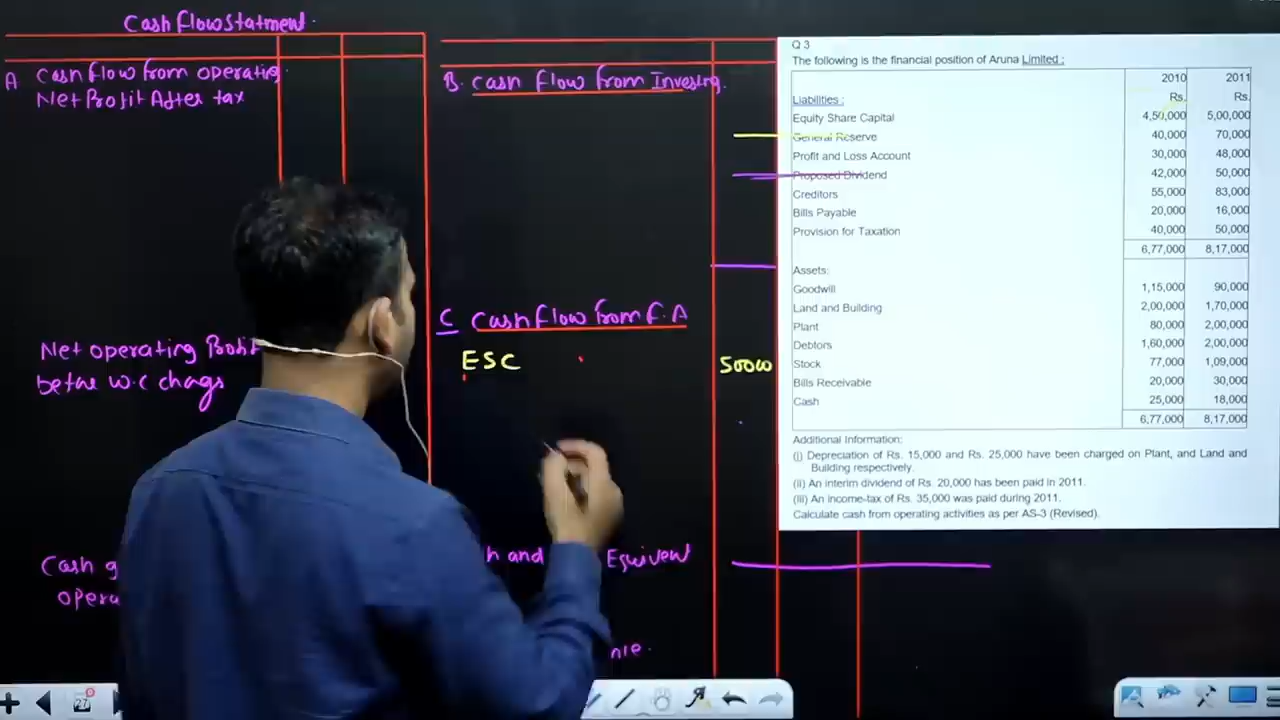 Cash flow Statment
A Cash flow from operating
Net Profit After tax
Net operating Profit
before w.c changs
Cash g
opera
B. Cash flow from Investing.
C Cash flow from F.A
ESC 50000
h and Eqivent
nie.
Q 3
The following is the financial position of Aruna Limited :
2010 2011
Liabilities : Rs. Rs.
Equity Share Capital 4,50,000 5,00,000
General Reserve 40,000 70,000
Profit and Loss Account 30,000 48,000
Proposed Dividend 42,000 50,000
Creditors 55,000 83,000
Bills Payable 20,000 16,000
Provision for Taxation 40,000 50,000
6,77,000 8,17,000
Assets:
Goodwill 1,15,000 90,000
Land and Building 2,00,000 1,70,000
Plant 80,000 2,00,000
Debtors 1,60,000 2,00,000
Stock 77,000 1,09,000
Bills Receivable 20,000 30,000
Cash 25,000 18,000
6,77,000 8,17,000
Additional Information:
(i) Depreciation of Rs. 15,000 and Rs. 25,000 have been charged on Plant, and Land and
Building respectively.
(ii) An interim dividend of Rs. 20,000 has been paid in 2011.
(iii) An income-tax of Rs. 35,000 was paid during 2011.
Calculate cash from operating activities as per AS-3 (Revised).
27